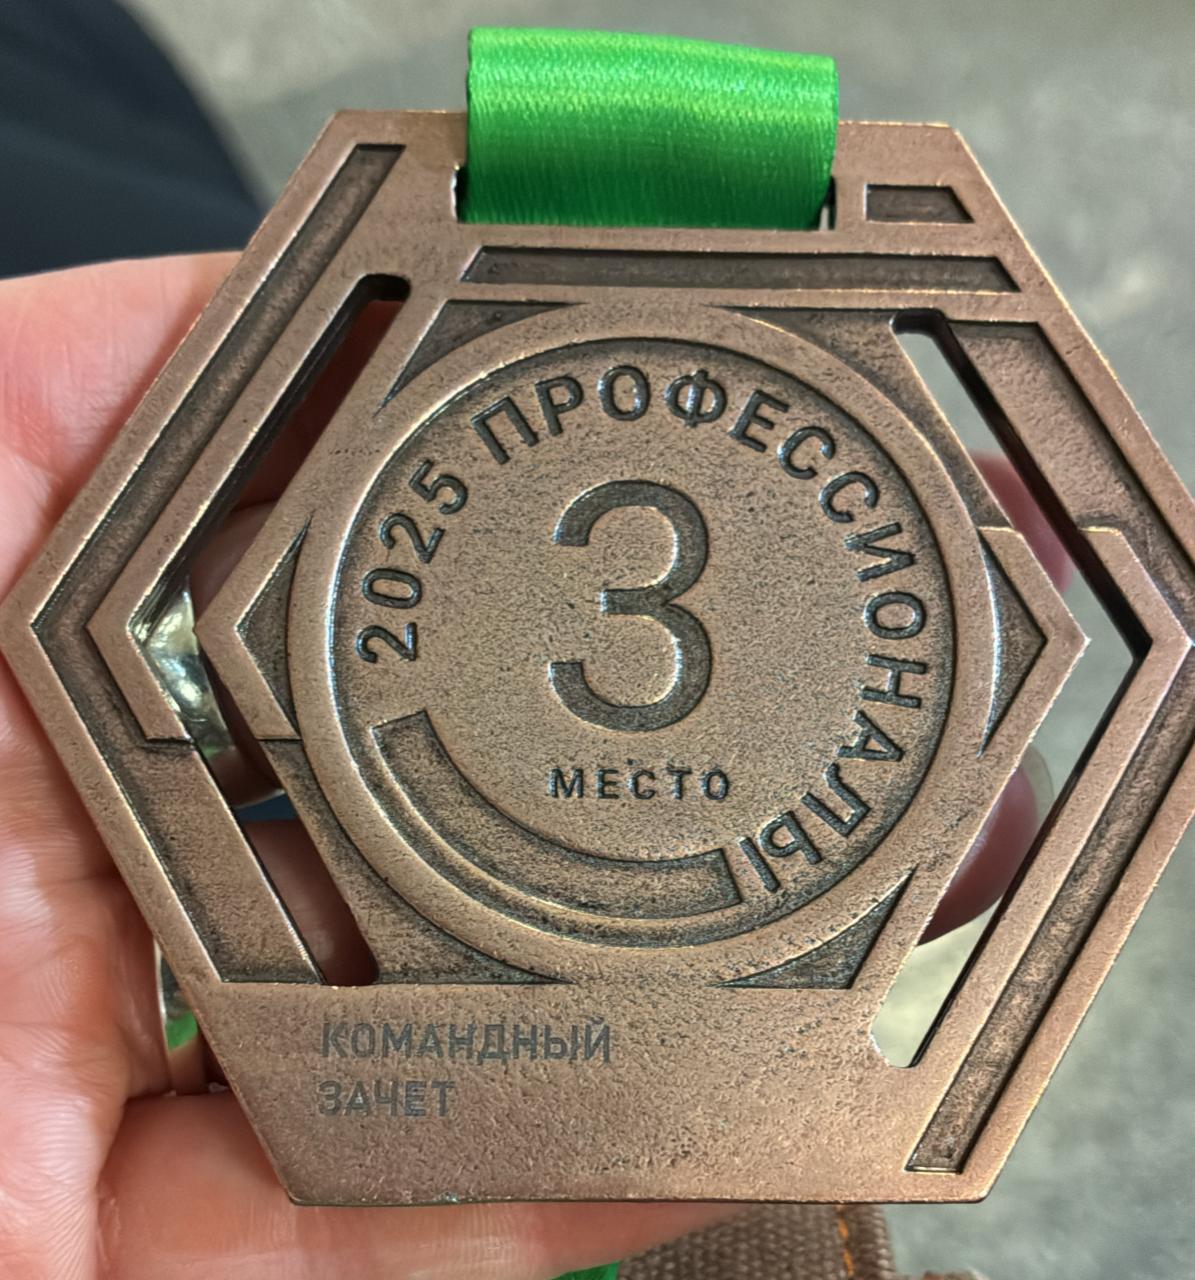 2025 ПРОФЕССИОНАЛЫ
3
МЕСТО
КОМАНДНЫЙ
ЗАЧЕТ